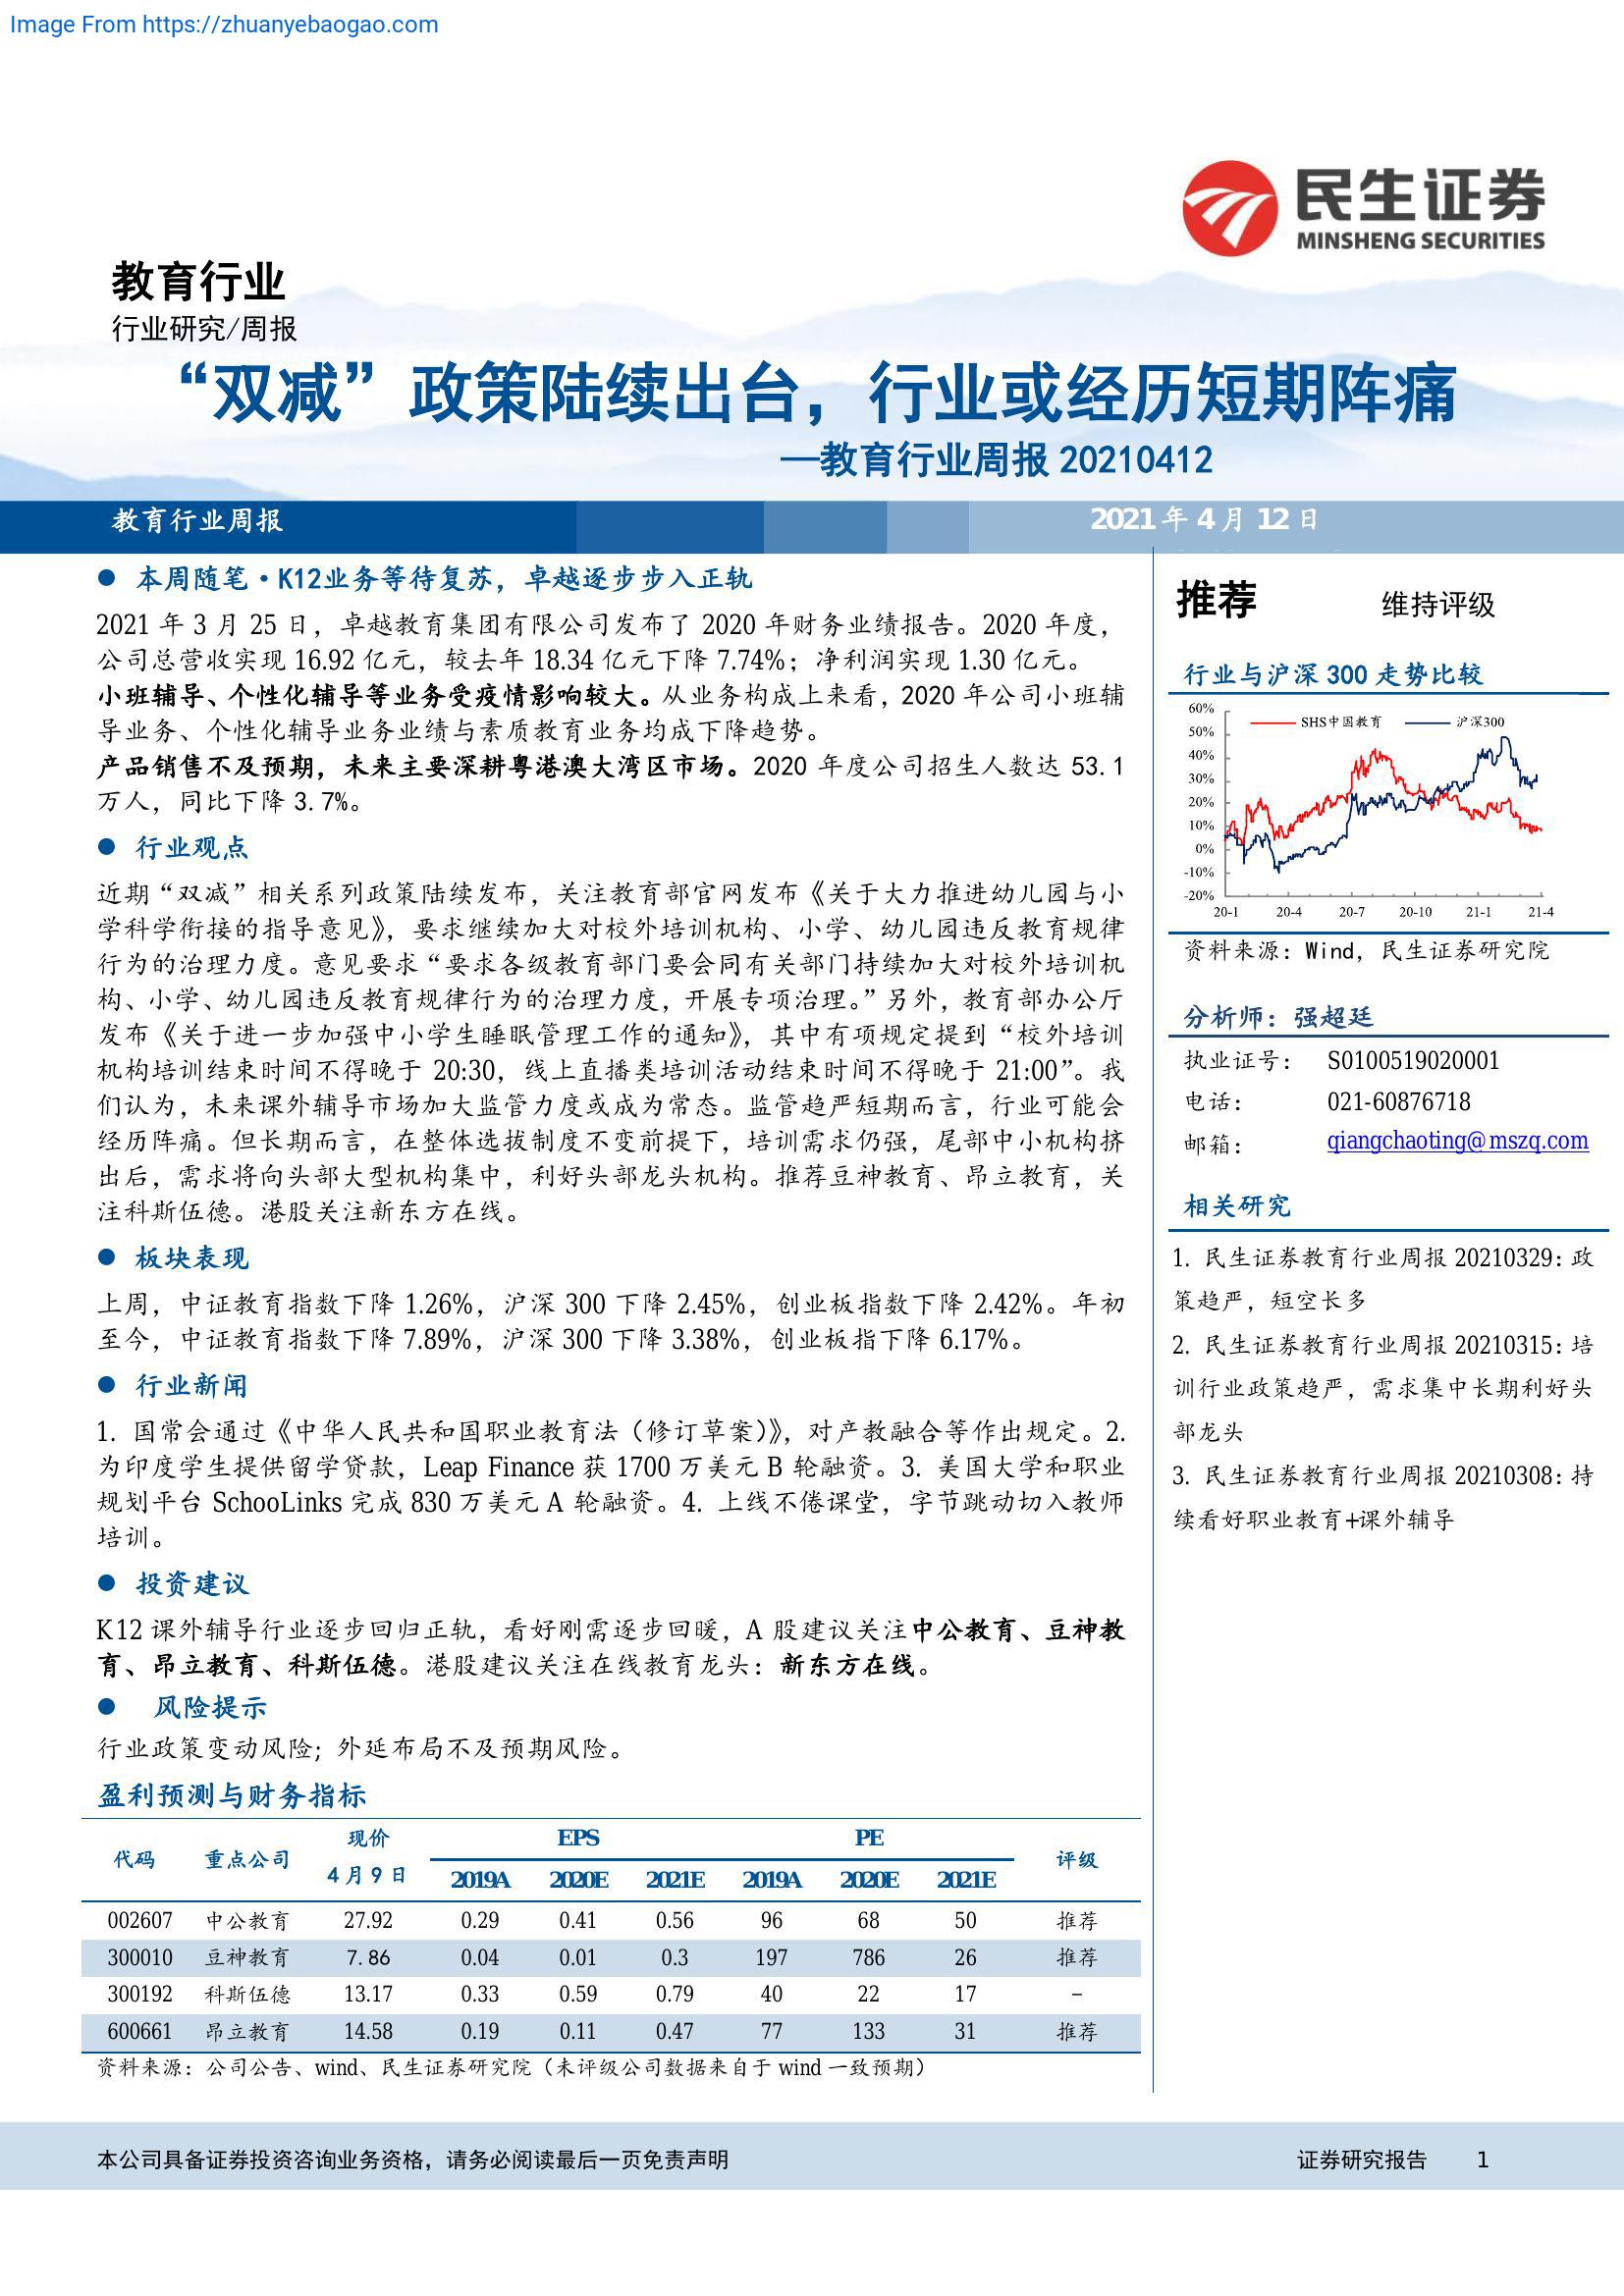 Image From https://zhuanyebaogao.com
民生证券
MINSHENG SECURITIES
教育行业
行业研究/周报
“双减”政策陆续出台，行业或经历短期阵痛
—教育行业周报 20210412
教育行业周报
2021 年 4 月 12 日
● 本周随笔·K12业务等待复苏，卓越逐步步入正轨
2021 年 3 月 25 日，卓越教育集团有限公司发布了 2020 年财务业绩报告。2020 年度，
公司总营收实现 16.92 亿元，较去年 18.34 亿元下降 7.74%；净利润实现 1.30 亿元。
小班辅导、个性化辅导等业务受疫情影响较大。从业务构成上来看，2020 年公司小班辅
导业务、个性化辅导业务业绩与素质教育业务均成下降趋势。
产品销售不及预期，未来主要深耕粤港澳大湾区市场。2020 年度公司招生人数达 53.1
万人，同比下降 3.7%。
● 行业观点
近期“双减”相关系列政策陆续发布，关注教育部官网发布《关于大力推进幼儿园与小
学科学衔接的指导意见》，要求继续加大对校外培训机构、小学、幼儿园违反教育规律
行为的治理力度。意见要求“要求各级教育部门要会同有关部门持续加大对校外培训机
构、小学、幼儿园违反教育规律行为的治理力度，开展专项治理。”另外，教育部办公厅
发布《关于进一步加强中小学生睡眠管理工作的通知》，其中有项规定提到“校外培训
机构培训结束时间不得晚于 20:30，线上直播类培训活动结束时间不得晚于 21:00”。我
们认为，未来课外辅导市场加大监管力度或成为常态。监管趋严短期而言，行业可能会
经历阵痛。但长期而言，在整体选拔制度不变前提下，培训需求仍强，尾部中小机构挤
出后，需求将向头部大型机构集中，利好头部龙头机构。推荐豆神教育、昂立教育，关
注科斯伍德。港股关注新东方在线。
● 板块表现
上周，中证教育指数下降 1.26%，沪深 300 下降 2.45%，创业板指数下降 2.42%。年初
至今，中证教育指数下降 7.89%，沪深 300 下降 3.38%，创业板指下降 6.17%。
● 行业新闻
1. 国常会通过《中华人民共和国职业教育法（修订草案）》，对产教融合等作出规定。2.
为印度学生提供留学贷款，Leap Finance 获 1700 万美元 B 轮融资。3. 美国大学和职业
规划平台 SchooLinks 完成 830 万美元 A 轮融资。4. 上线不倦课堂，字节跳动切入教师
培训。
● 投资建议
K12 课外辅导行业逐步回归正轨，看好刚需逐步回暖，A 股建议关注中公教育、豆神教
育、昂立教育、科斯伍德。港股建议关注在线教育龙头：新东方在线。
● 风险提示
行业政策变动风险；外延布局不及预期风险。
盈利预测与财务指标
代码 重点公司 现价 EPS PE 评级
4 月 9 日 2019A 2020E 2021E 2019A 2020E 2021E
002607 中公教育 27.92 0.29 0.41 0.56 96 68 50 推荐
300010 豆神教育 7.86 0.04 0.01 0.3 197 786 26 推荐
300192 科斯伍德 13.17 0.33 0.59 0.79 40 22 17 –
600661 昂立教育 14.58 0.19 0.11 0.47 77 133 31 推荐
资料来源：公司公告、wind、民生证券研究院（未评级公司数据来自于 wind 一致预期）
推荐 维持评级
行业与沪深 300 走势比较
SHS中国教育 沪深300
60%
50%
40%
30%
20%
10%
0%
-10%
-20%
20-1 20-4 20-7 20-10 21-1 21-4
资料来源：Wind，民生证券研究院
分析师：强超廷
执业证号： S0100519020001
电话： 021-60876718
邮箱： qiangchaoting@mszq.com
相关研究
1. 民生证券教育行业周报 20210329：政
策趋严，短空长多
2. 民生证券教育行业周报 20210315：培
训行业政策趋严，需求集中长期利好头
部龙头
3. 民生证券教育行业周报 20210308：持
续看好职业教育+课外辅导
本公司具备证券投资咨询业务资格，请务必阅读最后一页免责声明
证券研究报告 1